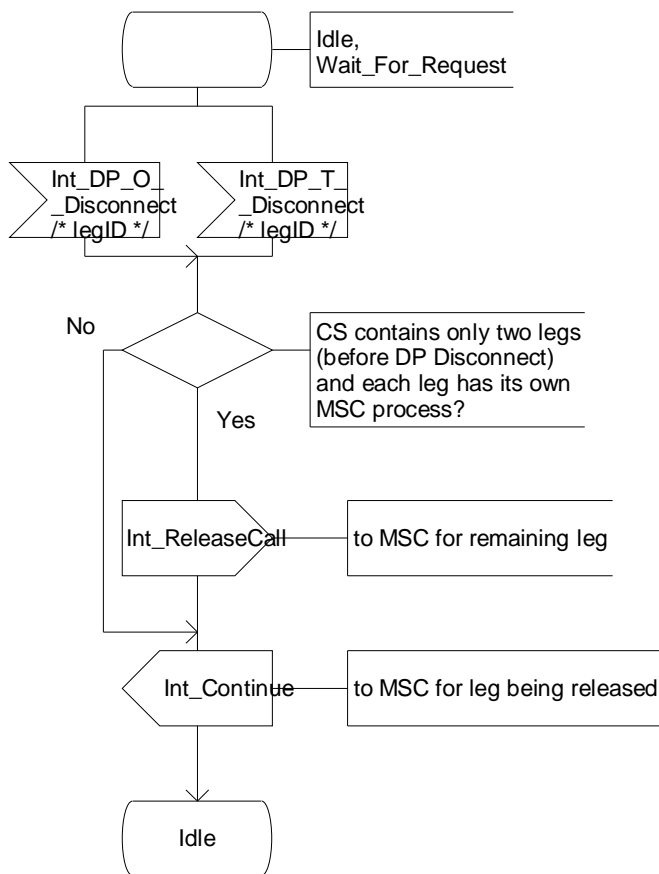 Idle,
Wait_For_Request
Int_DP_O_
_Disconnect
/* legID */
Int_DP_T_
_Disconnect
/* legID */
No
CS contains only two legs
(before DP Disconnect)
and each leg has its own
MSC process?
Yes
Int_ReleaseCall
to MSC for remaining leg
Int_Continue
to MSC for leg being released
Idle